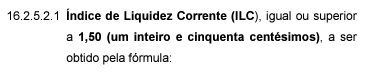 16.2.5.2.1 Índice de Liquidez Corrente (ILC), igual ou superior
a 1,50 (um inteiro e cinquenta centésimos), a ser
obtido pela fórmula: